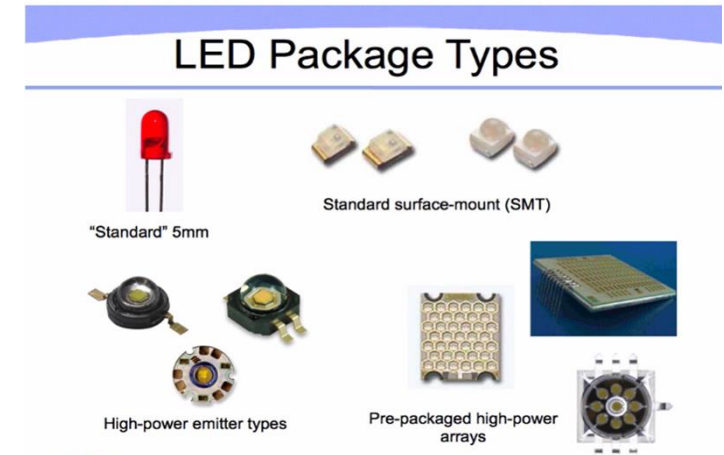 LED Package Types
“Standard” 5mm
Standard surface-mount (SMT)
High-power emitter types
Pre-packaged high-power
arrays